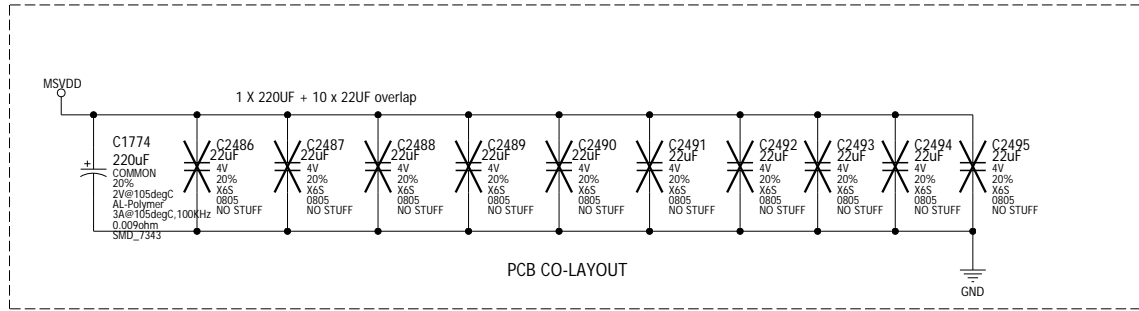 MSVDD
1 X 220UF + 10 x 22UF overlap
C1774
220uF
COMMON
20%
2V@105degC
AL-Polymer
3A@105degC,100KHz
0.009ohm
SMD_7343
+
C2486
22uF
4V
20%
X6S
0805
NO STUFF
C2487
22uF
4V
20%
X6S
0805
NO STUFF
C2488
22uF
4V
20%
X6S
0805
NO STUFF
C2489
22uF
4V
20%
X6S
0805
NO STUFF
C2490
22uF
4V
20%
X6S
0805
NO STUFF
C2491
22uF
4V
20%
X6S
0805
NO STUFF
C2492
22uF
4V
20%
X6S
0805
NO STUFF
C2493
22uF
4V
20%
X6S
0805
NO STUFF
C2494
22uF
4V
20%
X6S
0805
NO STUFF
C2495
22uF
4V
20%
X6S
0805
NO STUFF
PCB CO-LAYOUT
GND